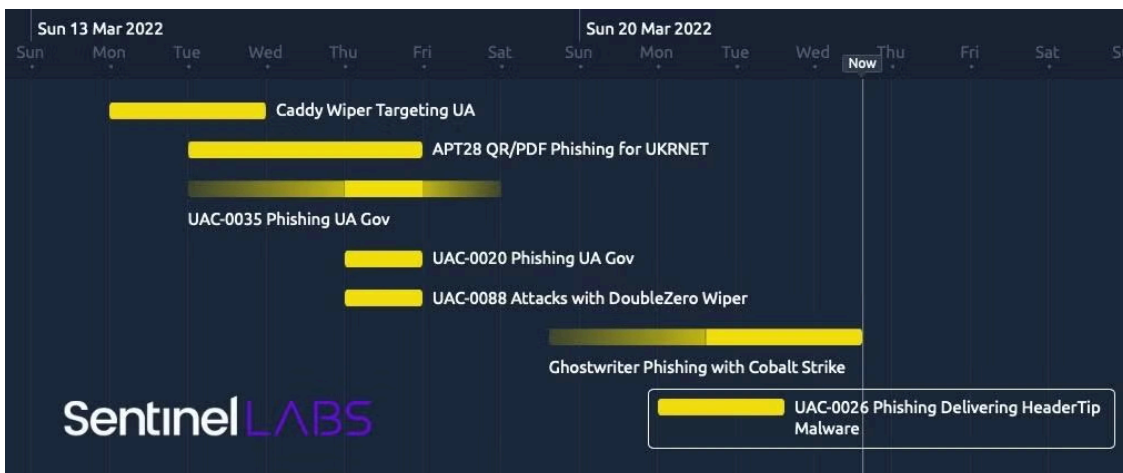 Sun 13 Mar 2022
Sun 20 Mar 2022
Sun Mon Tue Wed Thu Fri Sat Sun Mon Tue Wed Thu Fri Sat S
Now
Caddy Wiper Targeting UA
APT28 QR/PDF Phishing for UKRNET
UAC-0035 Phishing UA Gov
UAC-0020 Phishing UA Gov
UAC-0088 Attacks with DoubleZero Wiper
Ghostwriter Phishing with Cobalt Strike
UAC-0026 Phishing Delivering HeaderTip
Malware
SentinelLABS